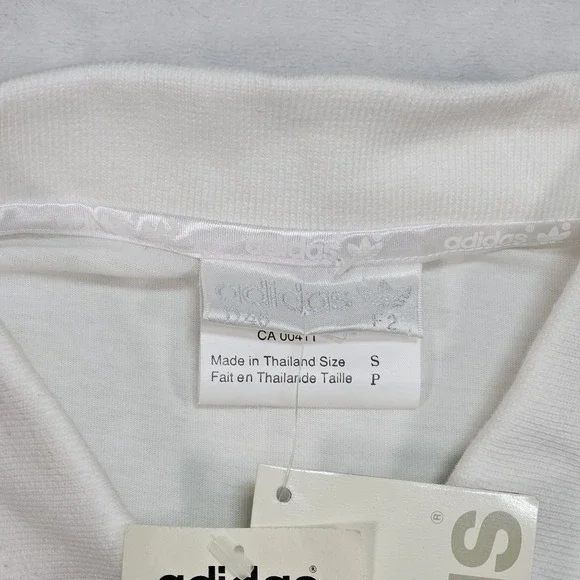 adidas adidas
adidas
CA 00411
Made in Thailand Size S
Fait en Thailande Taille P
adidas®
®